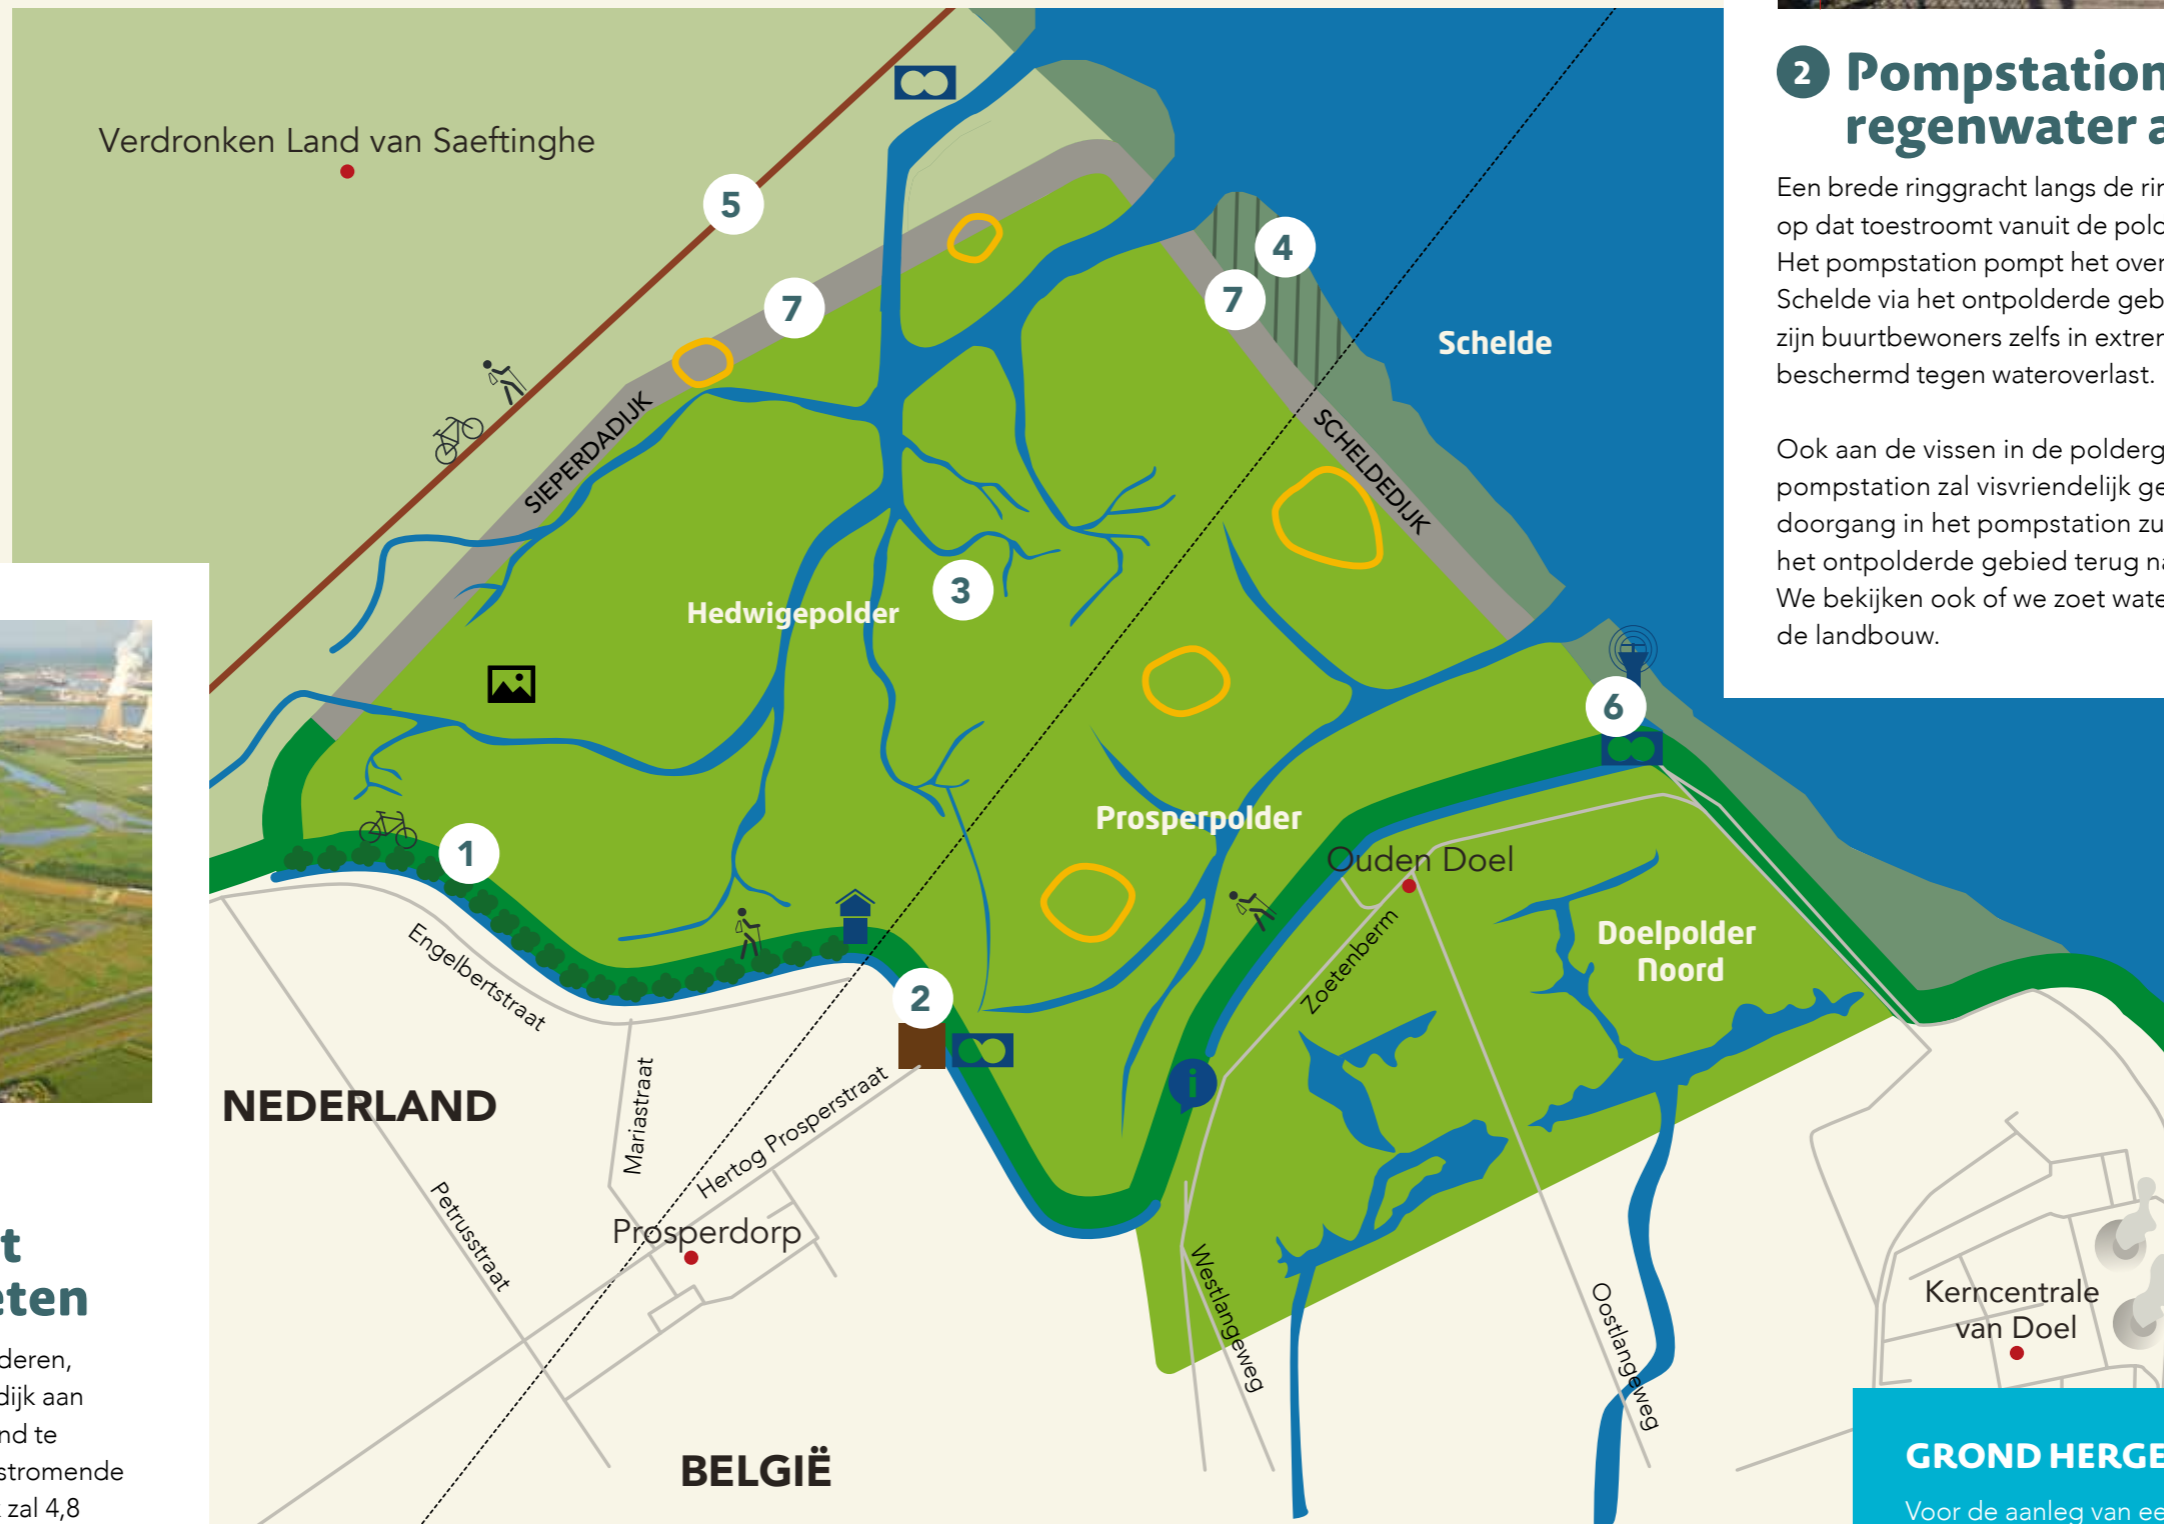 Verdronken Land van Saeftinghe
5
7
4
7
Schelde
SIEPERDADIJK
SCHELDEDIJK
3
Hedwigepolder
6
Prosperpolder
1
Ouden Doel
Doelpolder
Noord
Engelbertstraat
Zoetenberm
2
i
NEDERLAND
Mariastraat
Hertog Prosperstraat
Petrusstraat
Prosperdorp
Westlangeweg
Oostlangeweg
Kerncentrale
van Doel
BELGIË
2 Pompstation
regenwater a
Een brede ringgracht langs de rin
op dat toestroomt vanuit de pold
Het pompstation pompt het over
Schelde via het ontpolderde geb
zijn buurtbewoners zelfs in extrem
beschermd tegen wateroverlast.
Ook aan de vissen in de polderg
pompstation zal visvriendelijk ge
doorgang in het pompstation zu
het ontpolderde gebied terug na
We bekijken ook of we zoet wate
de landbouw.
t
eten
deren,
dijk aan
nd te
stromende
zal 4,8
GROND HERGE
Voor de aanleg van ee